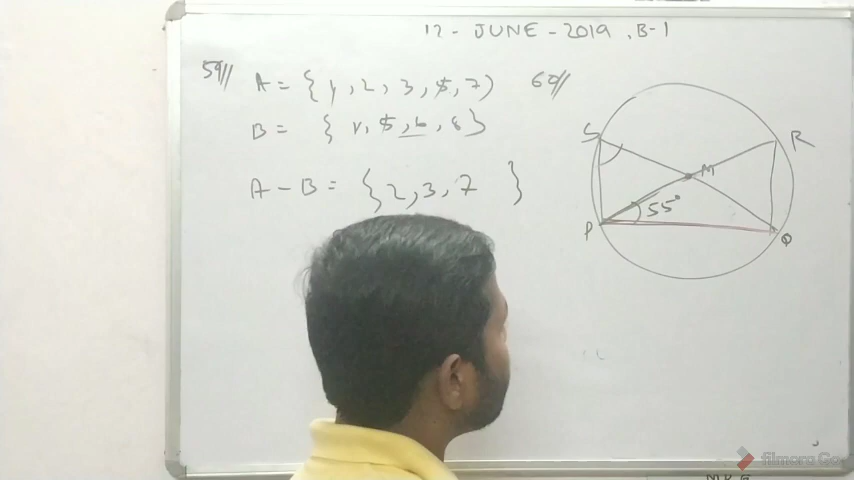 12 - JUNE - 2019 , B-1
59//
A = { 1 , 2 , 3 , 5 , 7 }
B = { 1, 5, 6, 8 }
A - B = { 2, 3, 7 }
60//
S
R
M
55°
P
Q
filmora Go